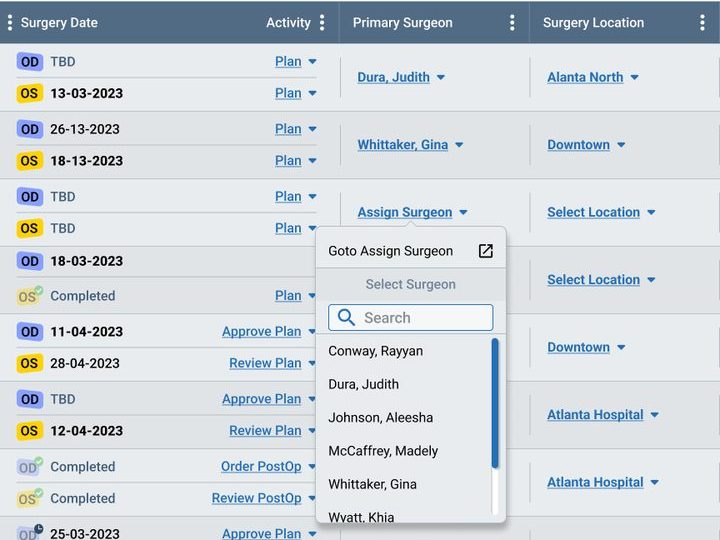 Surgery Date Activity Primary Surgeon Surgery Location
OD TBD Plan
Dura, Judith Alanta North
OS 13-03-2023 Plan
OD 26-13-2023 Plan
Whittaker, Gina Downtown
OS 18-13-2023 Plan
OD TBD Plan
Assign Surgeon Select Location
OS TBD Plan
Goto Assign Surgeon
OD 18-03-2023
Select Surgeon Select Location
OS Completed Plan
Search
OD 11-04-2023 Approve Plan
Downtown
Conway, Rayyan
OS 28-04-2023 Review Plan
Dura, Judith
OD TBD Approve Plan
Johnson, Aleesha Atlanta Hospital
OS 12-04-2023 Review Plan
McCaffrey, Madely
OD Completed Order PostOp
Whittaker, Gina Atlanta Hospital
OS Completed Review PostOp
Wyatt, Khia
OD 25-03-2023 Approve Plan